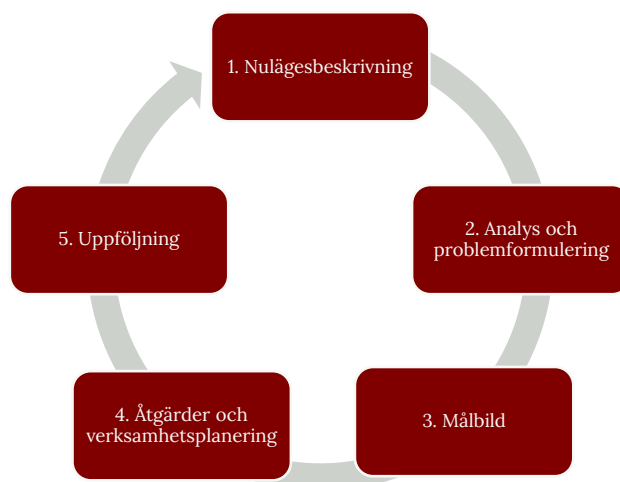 1. Nulägesbeskrivning
2. Analys och
problemformulering
3. Målbild
4. Åtgärder och
verksamhetsplanering
5. Uppföljning